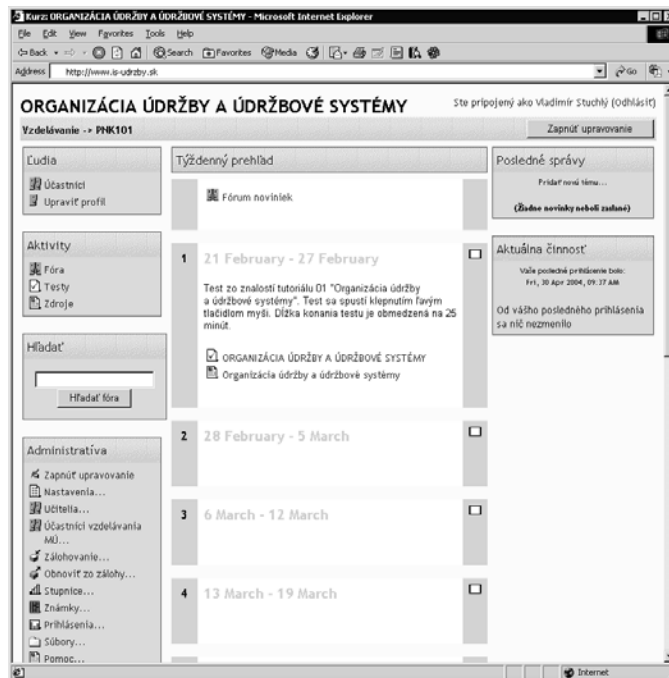 Kurz: ORGANIZÁCIA ÚDRŽBY A ÚDRŽBOVÉ SYSTÉMY - Microsoft Internet Explorer
File Edit View Favorites Tools Help
Back Search Favorites Media
Address http://www.is-udrzby.sk Go
ORGANIZÁCIA ÚDRŽBY A ÚDRŽBOVÉ SYSTÉMY
Ste pripojený ako Vladimír Stuchlý (Odhlásiť)
Vzdelávanie -> PNK101
Zapnúť upravovanie
Ľudia
Účastníci
Upraviť profil
Aktivity
Fóra
Testy
Zdroje
Hľadať
Hľadať fóra
Administratíva
Zapnúť upravovanie
Nastavenia...
Učitelia...
Účastníci vzdelávania
MÚ...
Zálohovanie...
Obnoviť zo zálohy...
Stupnice...
Známky...
Prihlásenia...
Súbory...
Pomoc...
Týždenný prehľad
Fórum noviniek
1 21 February - 27 February
Test zo znalostí tutoriálu 01 "Organizácia údržby
a údržbové systémy". Test sa spustí klepnutím ľavým
tlačidlom myši. Dĺžka konania testu je obmedzená na 25
minút.
ORGANIZÁCIA ÚDRŽBY A ÚDRŽBOVÉ SYSTÉMY
Organizácia údržby a údržbové systémy
2 28 February - 5 March
3 6 March - 12 March
4 13 March - 19 March
Posledné správy
Pridať novú tému...
(Žiadne novinky neboli zaslané)
Aktuálna činnosť
Vaše posledné prihlásenie bolo:
Fri, 30 Apr 2004, 09:37 AM
Od vášho posledného prihlásenia
sa nič nezmenilo
Internet